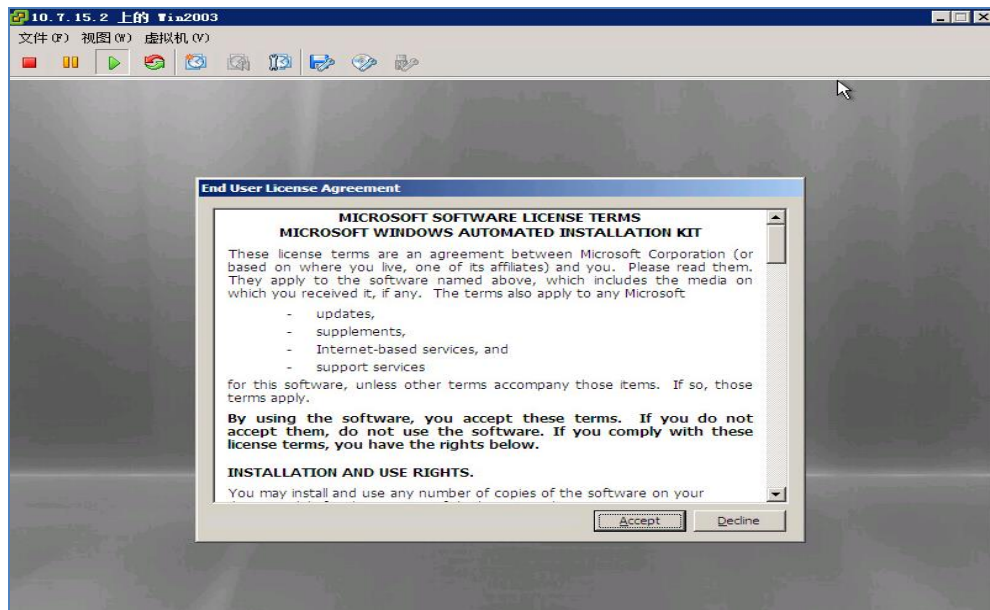 10.7.15.2 上的 Win2003
文件(F) 视图(W) 虚拟机(V)
End User License Agreement
MICROSOFT SOFTWARE LICENSE TERMS
MICROSOFT WINDOWS AUTOMATED INSTALLATION KIT
These license terms are an agreement between Microsoft Corporation (or
based on where you live, one of its affiliates) and you. Please read them.
They apply to the software named above, which includes the media on
which you received it, if any. The terms also apply to any Microsoft
- updates,
- supplements,
- Internet-based services, and
- support services
for this software, unless other terms accompany those items. If so, those
terms apply.
By using the software, you accept these terms. If you do not
accept them, do not use the software. If you comply with these
license terms, you have the rights below.
INSTALLATION AND USE RIGHTS.
You may install and use any number of copies of the software on your
Accept Decline